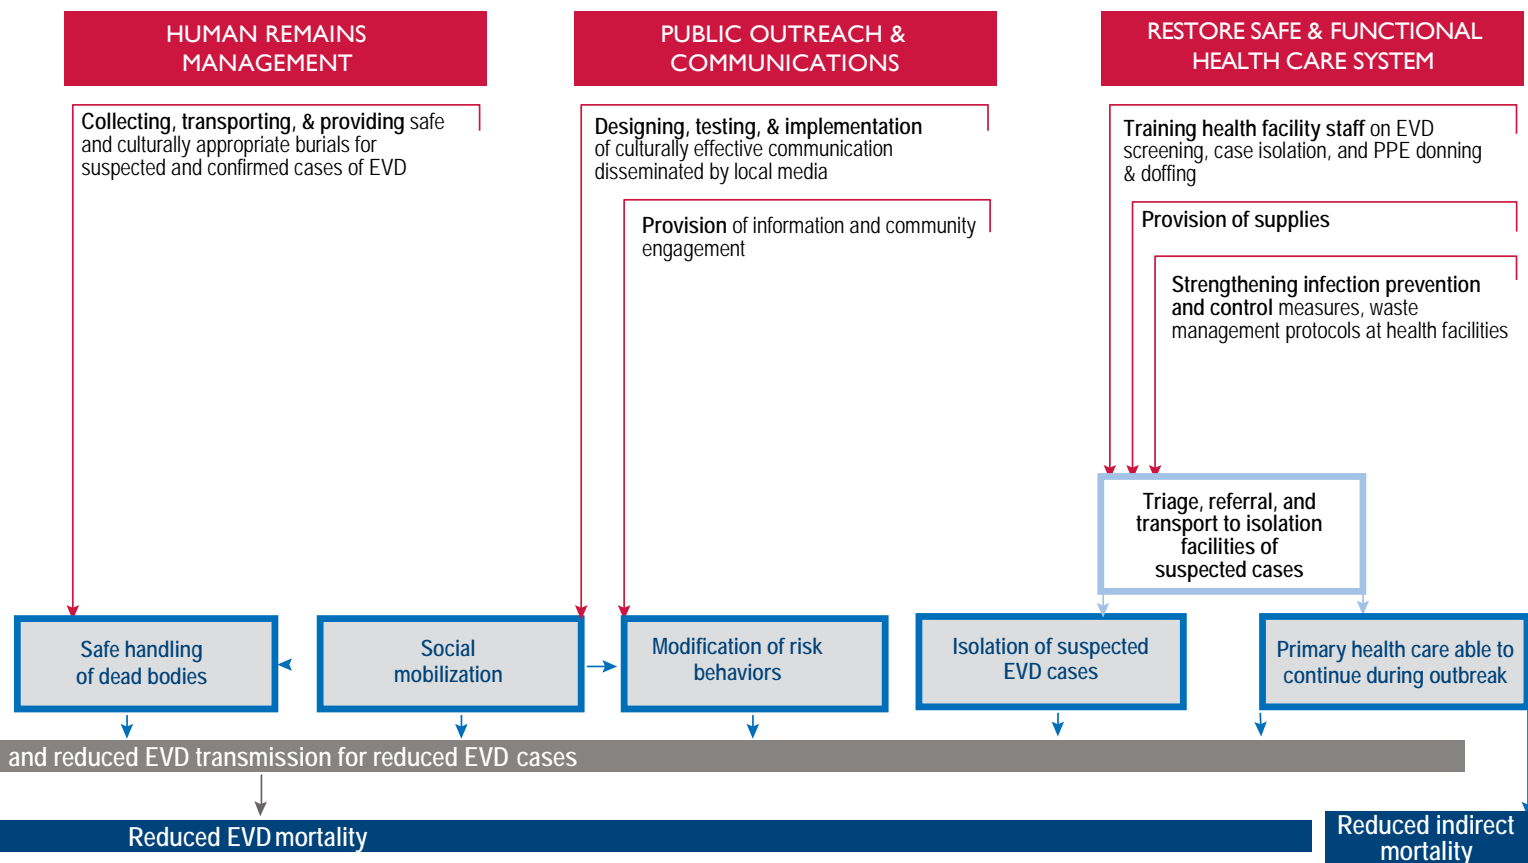 HUMAN REMAINS
MANAGEMENT
Collecting, transporting, & providing safe
and culturally appropriate burials for
suspected and confirmed cases of EVD
PUBLIC OUTREACH &
COMMUNICATIONS
Designing, testing, & implementation
of culturally effective communication
disseminated by local media
Provision of information and community
engagement
RESTORE SAFE & FUNCTIONAL
HEALTH CARE SYSTEM
Training health facility staff on EVD
screening, case isolation, and PPE donning
& doffing
Provision of supplies
Strengthening infection prevention
and control measures, waste
management protocols at health facilities
Triage, referral, and
transport to isolation
facilities of
suspected cases
Safe handling
of dead bodies
Social
mobilization
Modification of risk
behaviors
Isolation of suspected
EVD cases
Primary health care able to
continue during outbreak
and reduced EVD transmission for reduced EVD cases
Reduced EVD mortality
Reduced indirect
mortality